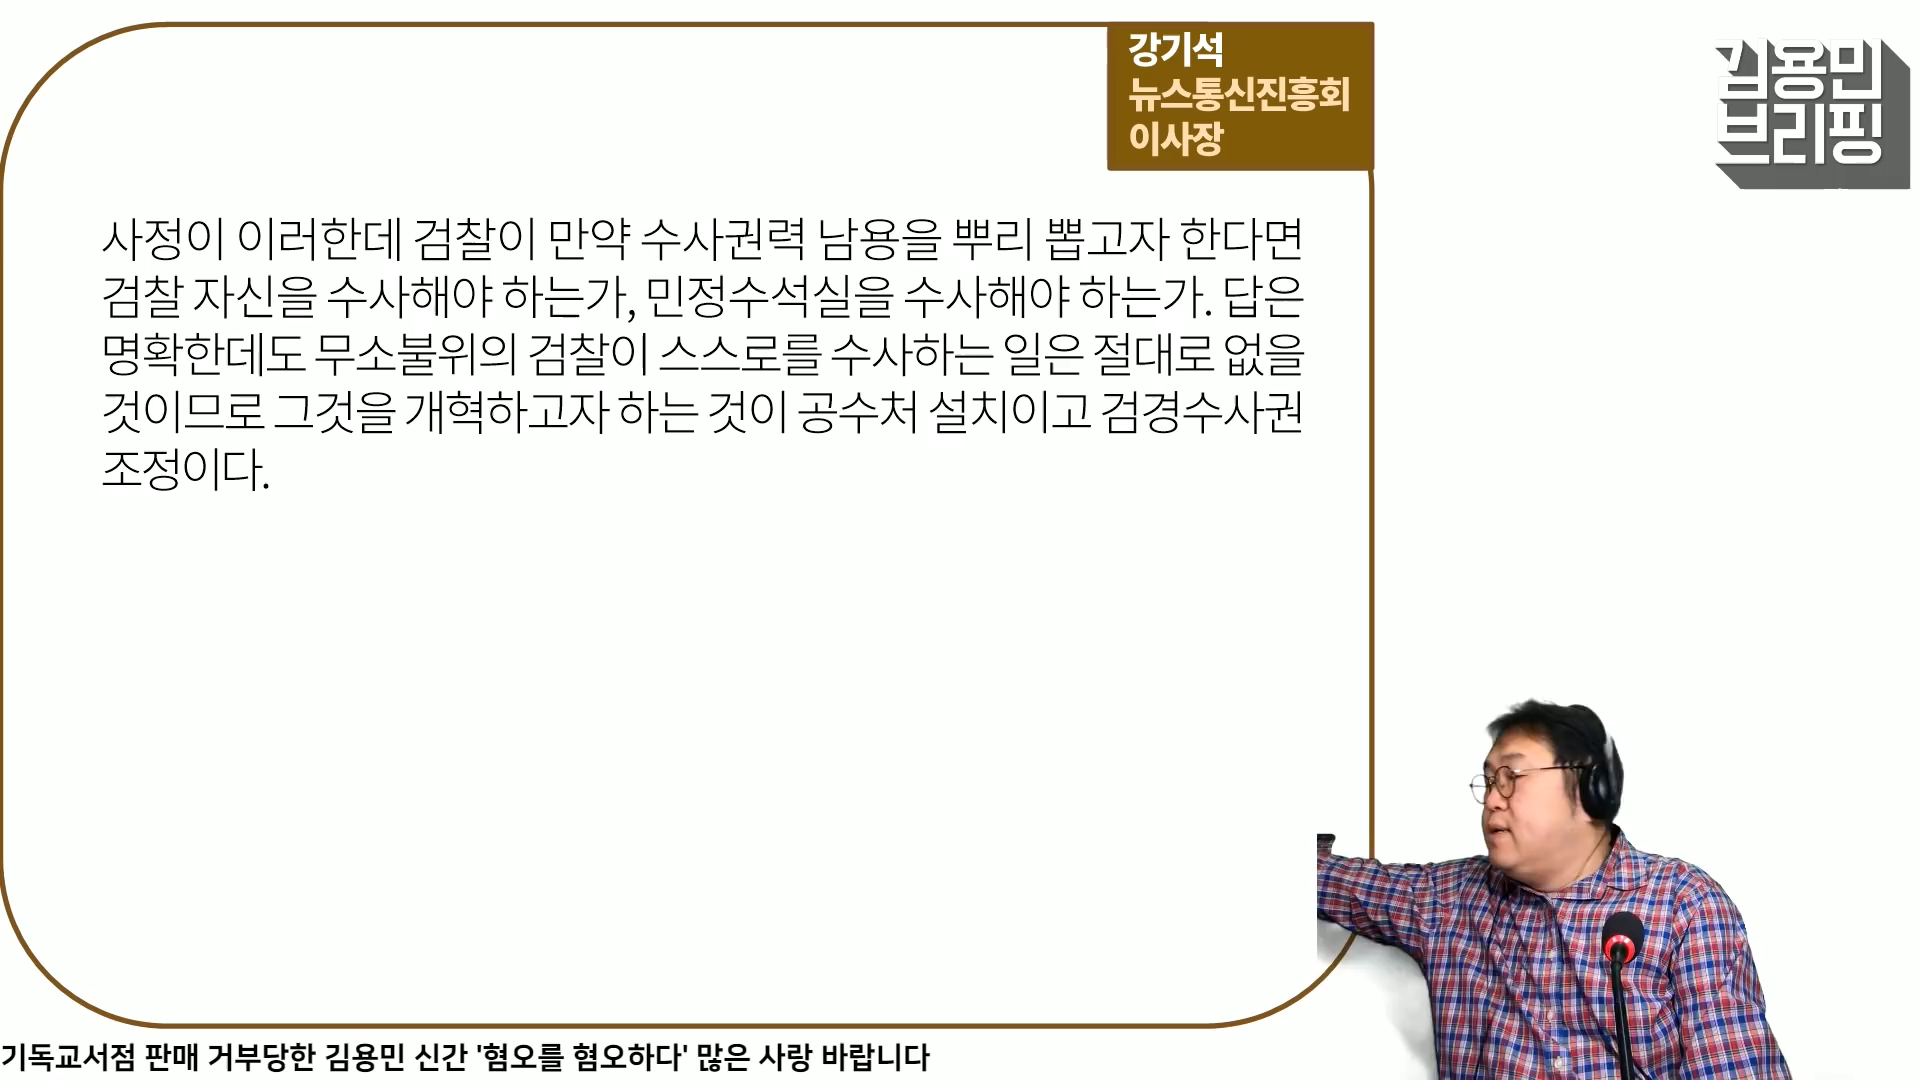 강기석
뉴스통신진흥회
이사장
김용민
브리핑
사정이 이러한데 검찰이 만약 수사권력 남용을 뿌리 뽑고자 한다면
검찰 자신을 수사해야 하는가, 민정수석실을 수사해야 하는가. 답은
명확한데도 무소불위의 검찰이 스스로를 수사하는 일은 절대로 없을
것이므로 그것을 개혁하고자 하는 것이 공수처 설치이고 검경수사권
조정이다.
기독교서점 판매 거부당한 김용민 신간 '혐오를 혐오하다' 많은 사랑 바랍니다